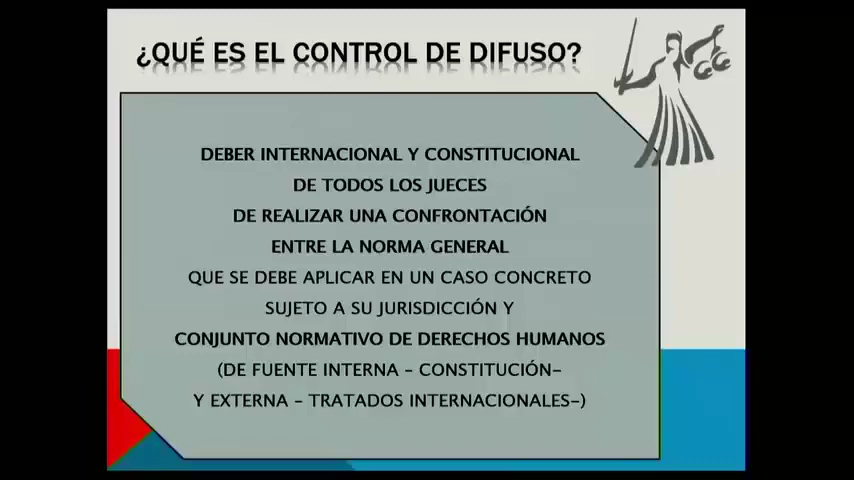 ¿QUÉ ES EL CONTROL DE DIFUSO?
DEBER INTERNACIONAL Y CONSTITUCIONAL
DE TODOS LOS JUECES
DE REALIZAR UNA CONFRONTACIÓN
ENTRE LA NORMA GENERAL
QUE SE DEBE APLICAR EN UN CASO CONCRETO
SUJETO A SU JURISDICCIÓN Y
CONJUNTO NORMATIVO DE DERECHOS HUMANOS
(DE FUENTE INTERNA – CONSTITUCIÓN–
Y EXTERNA – TRATADOS INTERNACIONALES–)